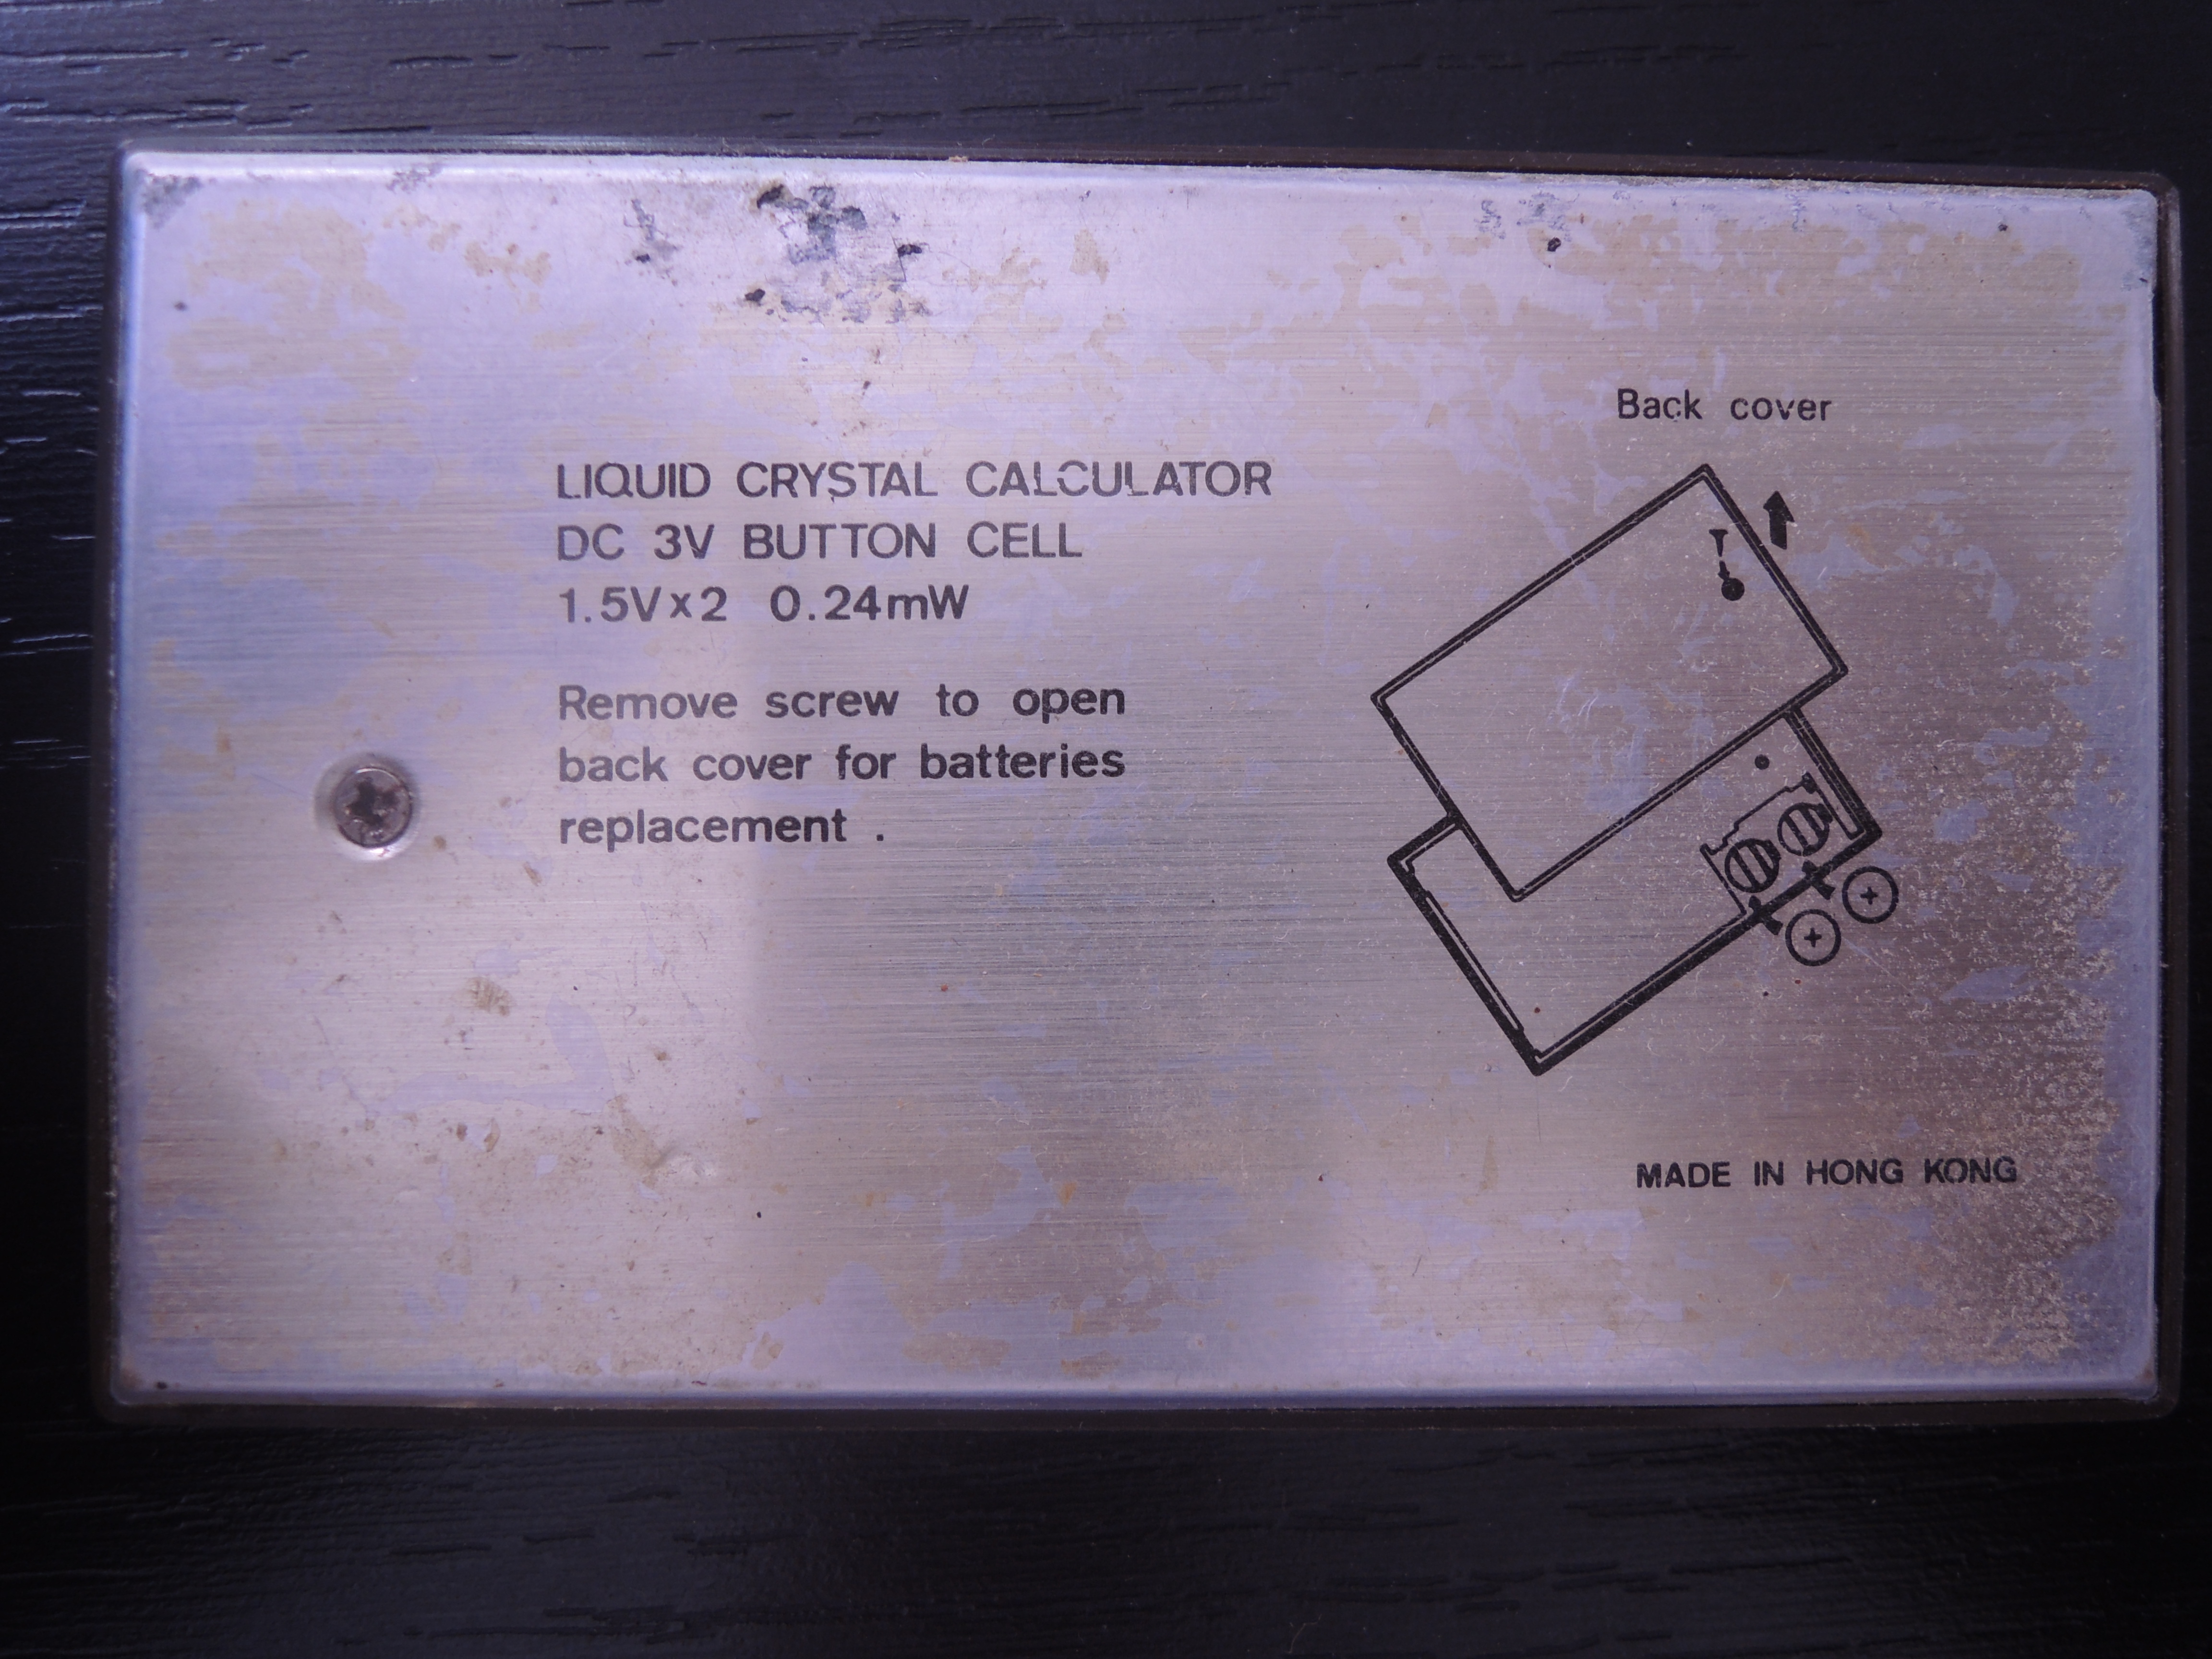 LIQUID CRYSTAL CALCULATOR
DC 3V BUTTON CELL
1.5V×2 0.24mW
Remove screw to open
back cover for batteries
replacement .
Back cover
+
+
MADE IN HONG KONG